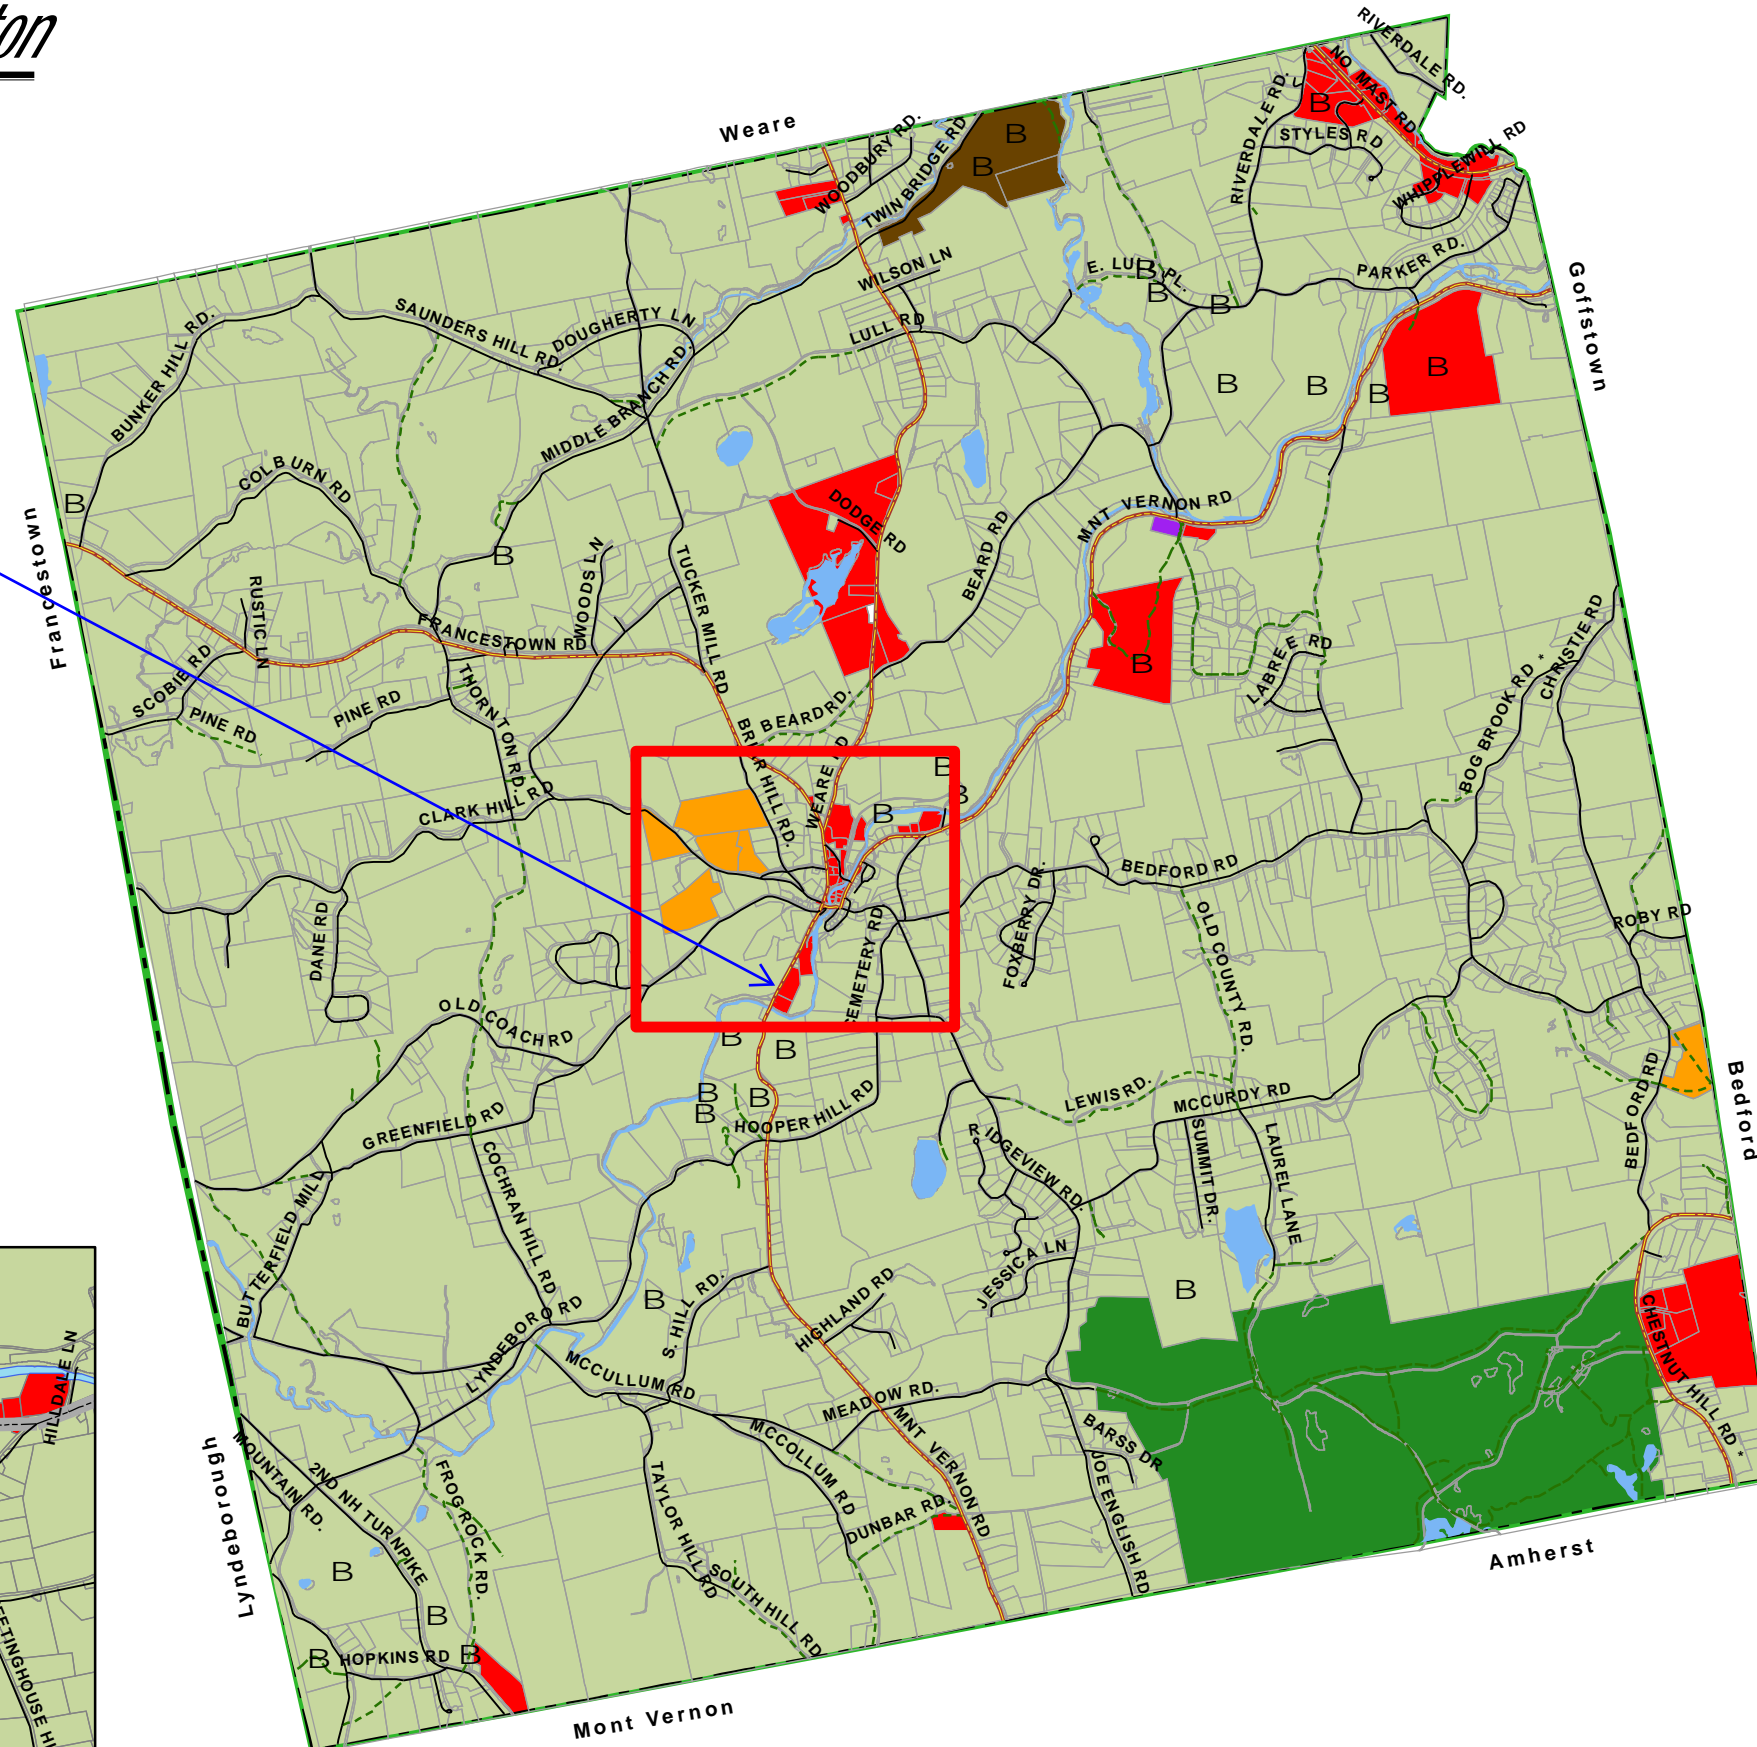 on
RIVERDALE RD.
NO MAST RD
Weare
WOODBURY RD.
TWIN BRIDGE RD
B
B
B
RIVERDALE RD.
STYLES RD
WHIPPLEWILL RD
WILSON LN
E. LULL PL.
B
B
B
PARKER RD.
Goffstown
SAUNDERS HILL RD.
DOUGHERTY LN
LULL RD
BUNKER HILL RD.
MIDDLE BRANCH RD.
B
B
B
B
COLBURN RD
B
DODGE RD
MNT VERNON RD
BEARD RD
Francestown
B
WOODS LN
TUCKER MILL RD
RUSTIC LN
FRANCESTOWN RD
B
LABREE RD
CHRISTIE RD
BOG BROOK RD *
SCOBIE RD
PINE RD
PINE RD
THORNTON RD.
BEARD RD.
BRIAR HILL RD.
WEARE RD
B
B
B
CLARK HILL RD
BEDFORD RD
FOXBERRY DR.
OLD COUNTY RD.
ROBY RD
DANE RD
CEMETERY RD
OLD COACH RD
B
B
B
B
B
HOOPER HILL RD
LEWIS RD.
MCCURDY RD
BEDFORD RD
Bedford
GREENFIELD RD
COCHRAN HILL RD
RIDGEVIEW RD.
SUMMIT DR.
LAUREL LANE
BUTTERFIELD MILL
JESSICA LN
HIGHLAND RD
S. HILL RD.
B
B
LYNDEBORO RD
CHESTNUT HILL RD *
HILLDALE LN
MCCULLUM RD
MEADOW RD.
MNT VERNON RD
MCCOLLUM RD
BARSS DR
JOE ENGLISH RD
Lyndeborough
MOUNTAIN RD.
2ND NH TURNPIKE
FROG ROCK RD.
TAYLOR HILL RD
DUNBAR RD.
SOUTH HILL RD
Amherst
B
B
B
B
HOPKINS RD
Mont Vernon